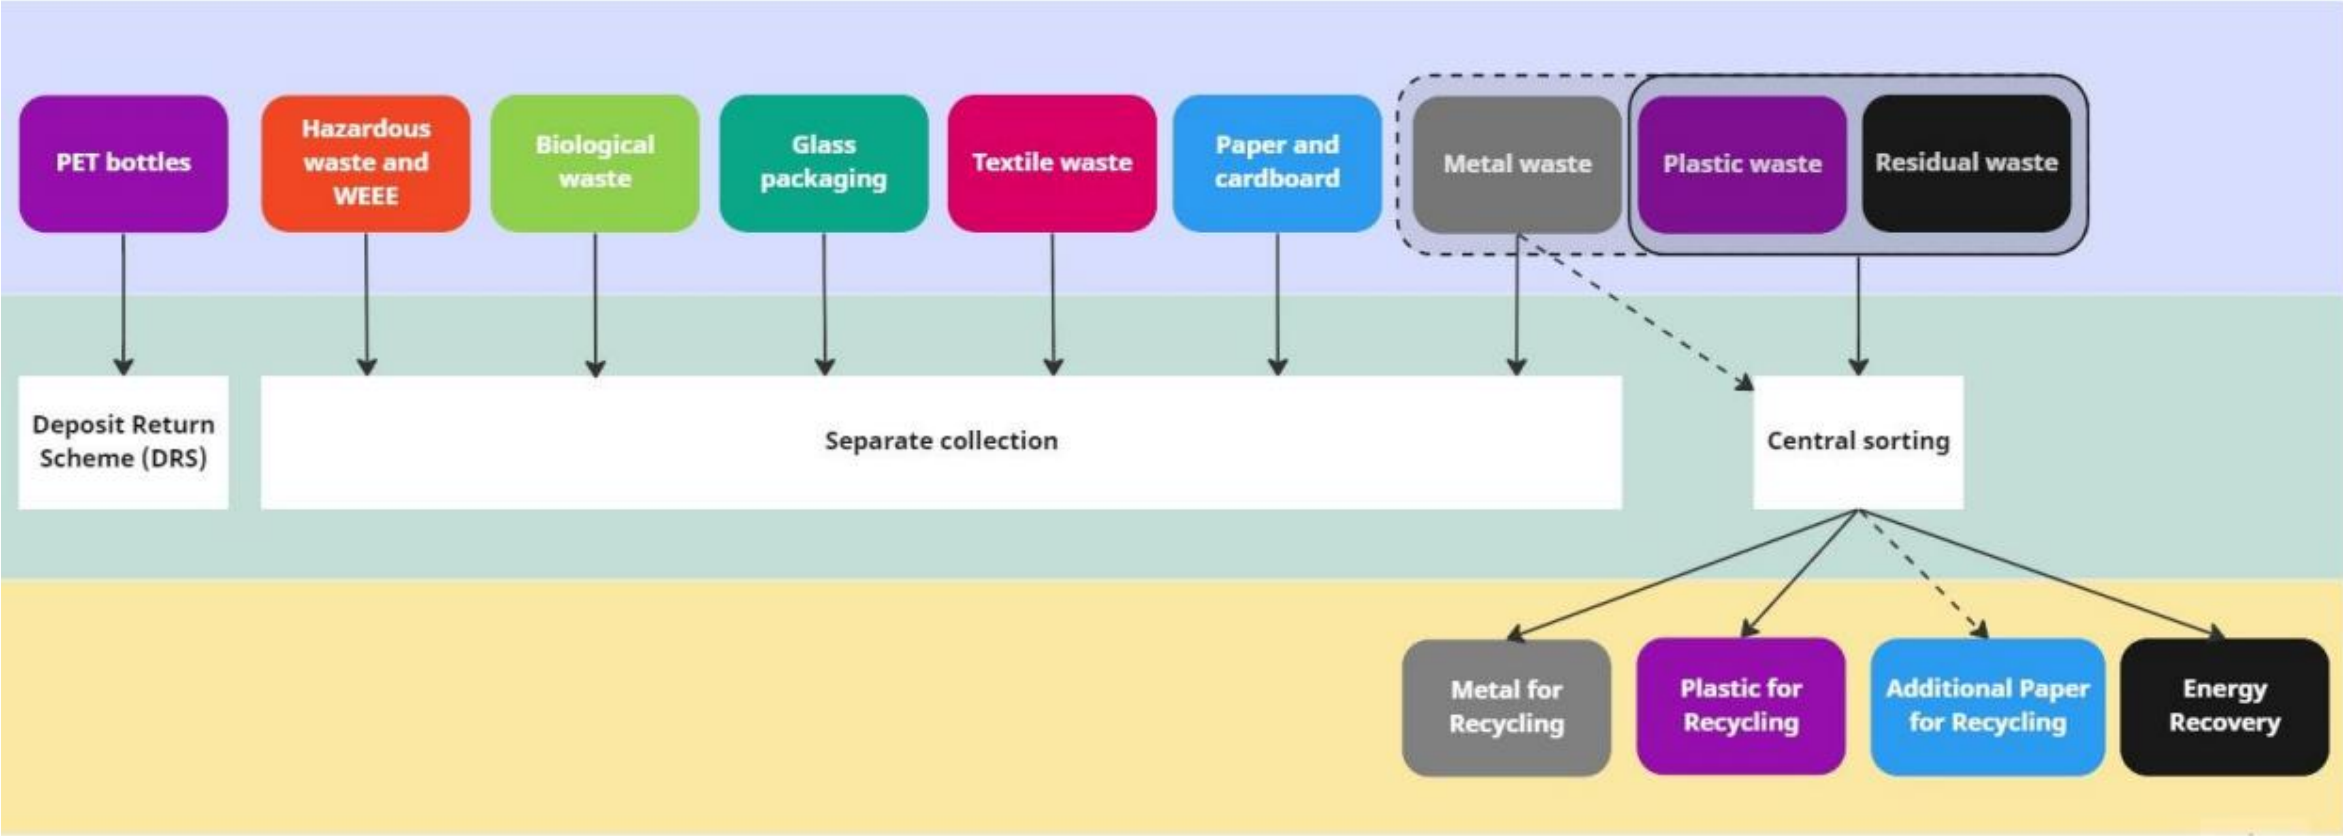 PET bottles
Hazardous
waste and
WEEE
Biological
waste
Glass
packaging
Textile waste
Paper and
cardboard
Metal waste
Plastic waste
Residual waste
Deposit Return
Scheme (DRS)
Separate collection
Central sorting
Metal for
Recycling
Plastic for
Recycling
Additional Paper
for Recycling
Energy
Recovery